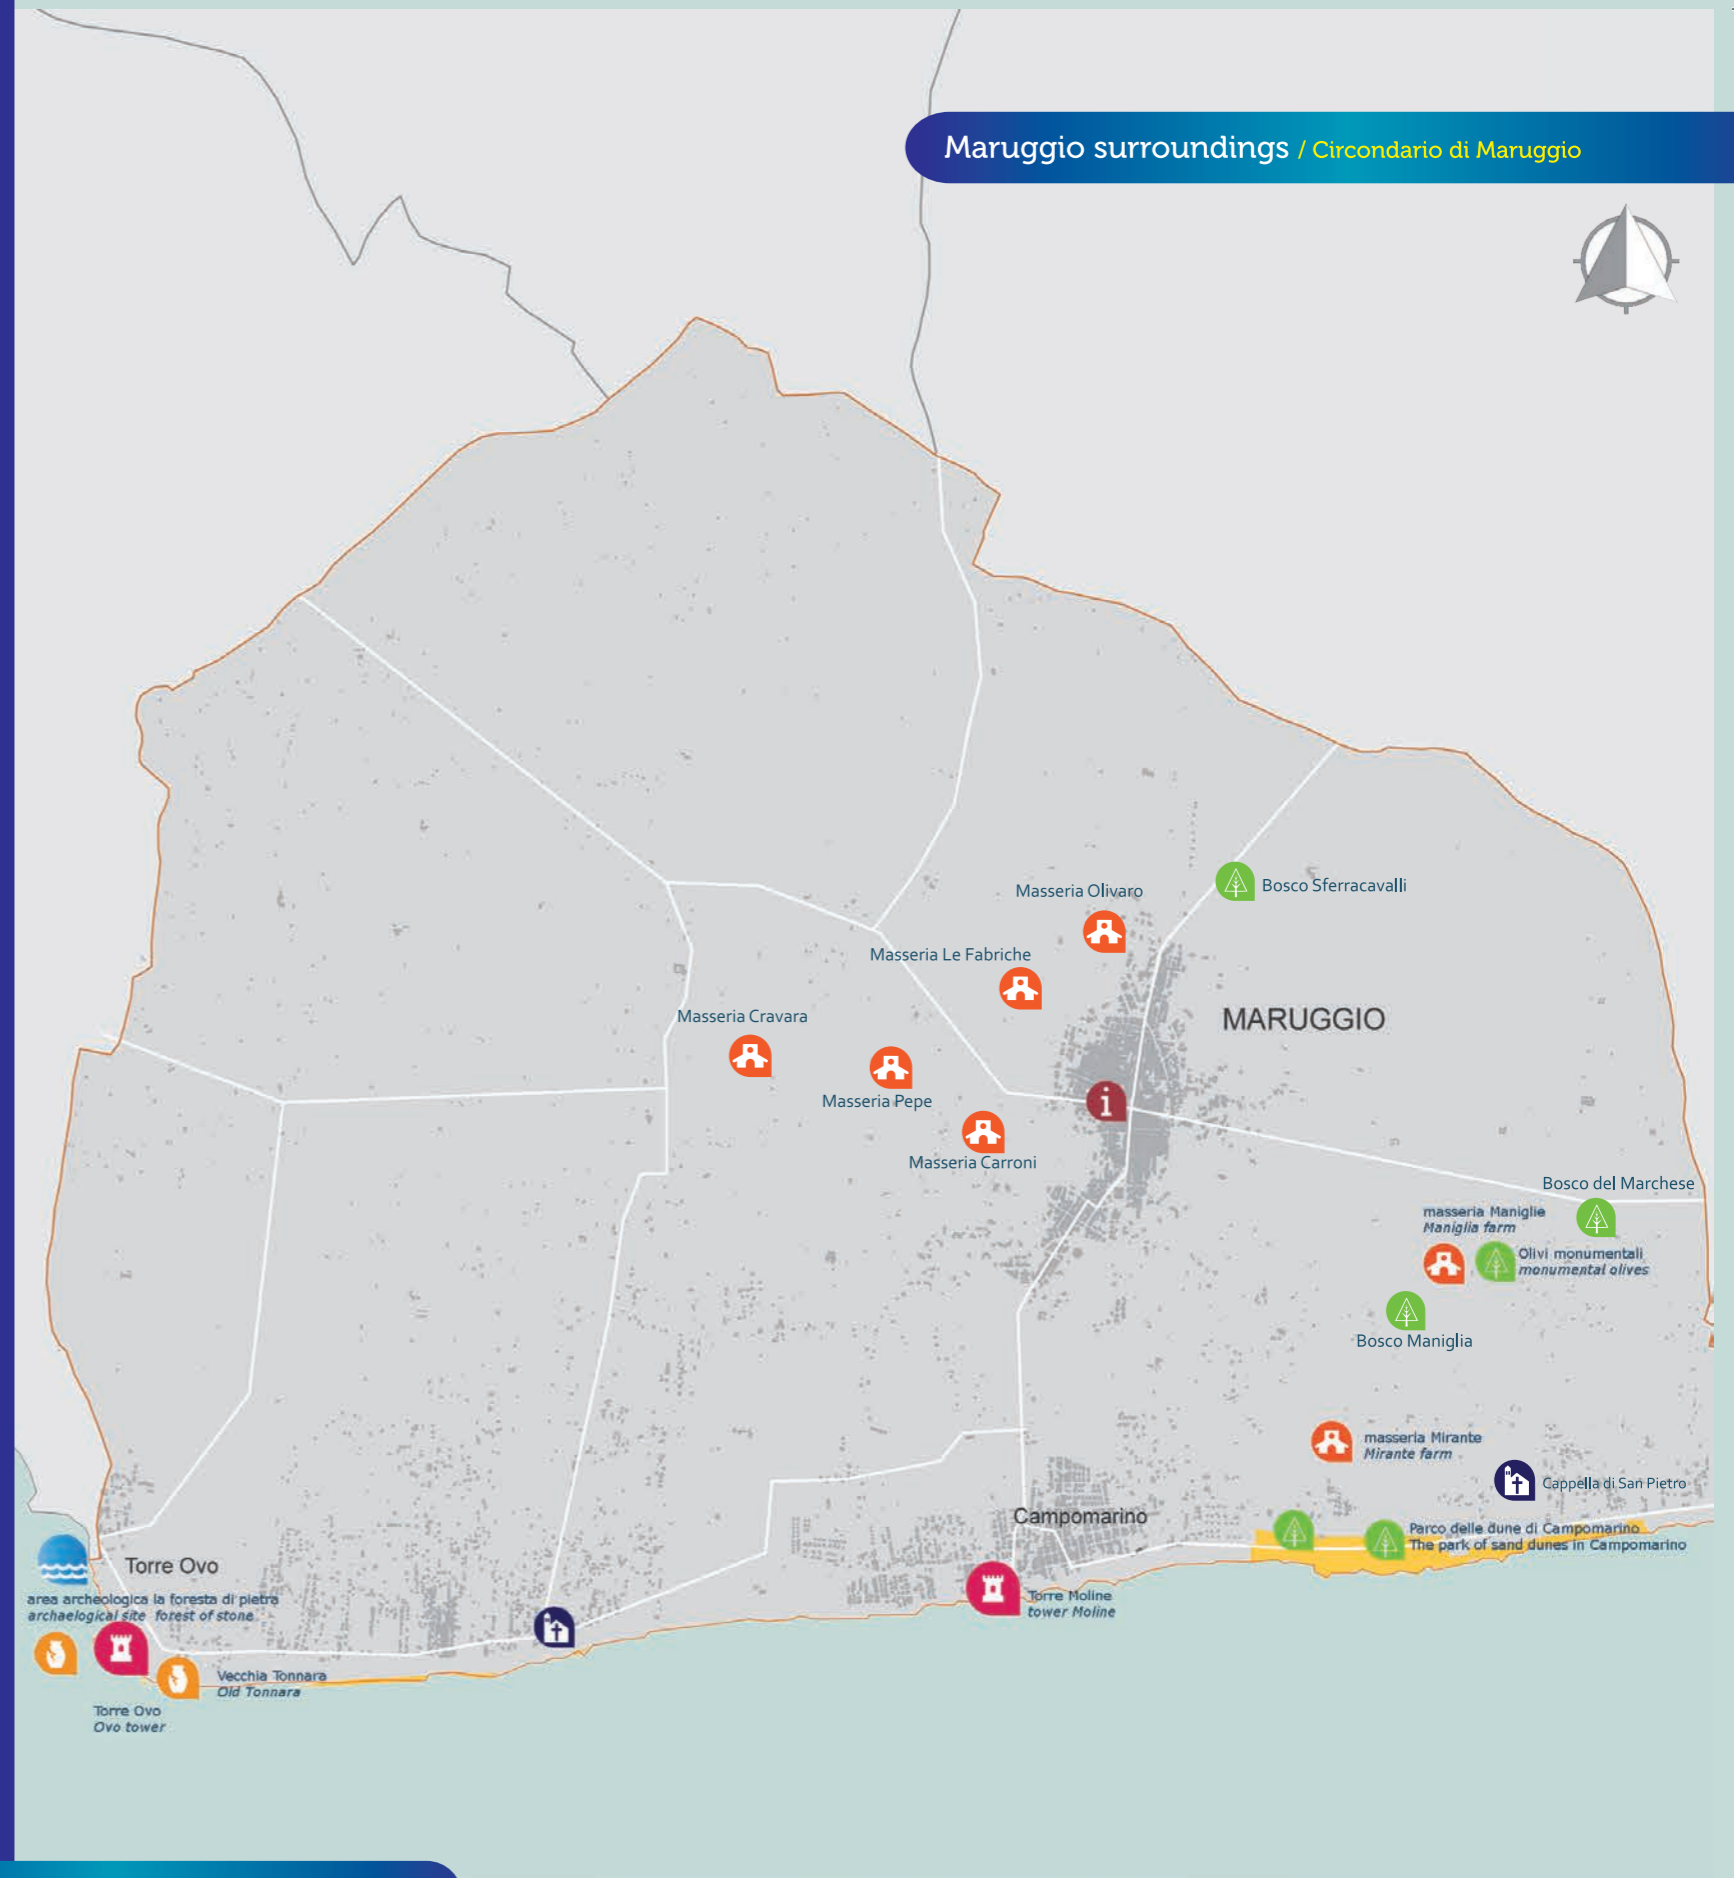 Maruggio surroundings / Circondario di Maruggio
Bosco Sferracavalli
Masseria Olivaro
Masseria Le Fabriche
MARUGGIO
Masseria Cravara
Masseria Pepe
i
Masseria Carroni
Bosco del Marchese
masseria Maniglie
Maniglia farm
Olivi monumentali
monumental olives
Bosco Maniglia
masseria Mirante
Mirante farm
Cappella di San Pietro
Campomarino
Parco delle dune di Campomarino
The park of sand dunes in Campomarino
Torre Ovo
area archeologica la foresta di pietra
archaelogical site forest of stone
Torre Moline
tower Moline
Vecchia Tonnara
Old Tonnara
Torre Ovo
Ovo tower